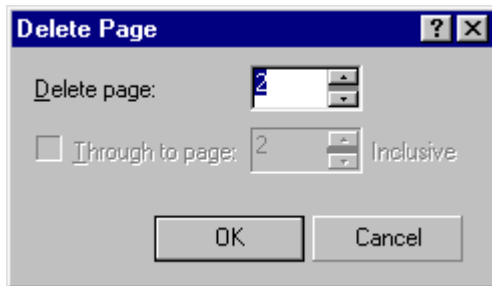 Delete Page
Delete page: 2
Through to page: 2 Inclusive
OK Cancel